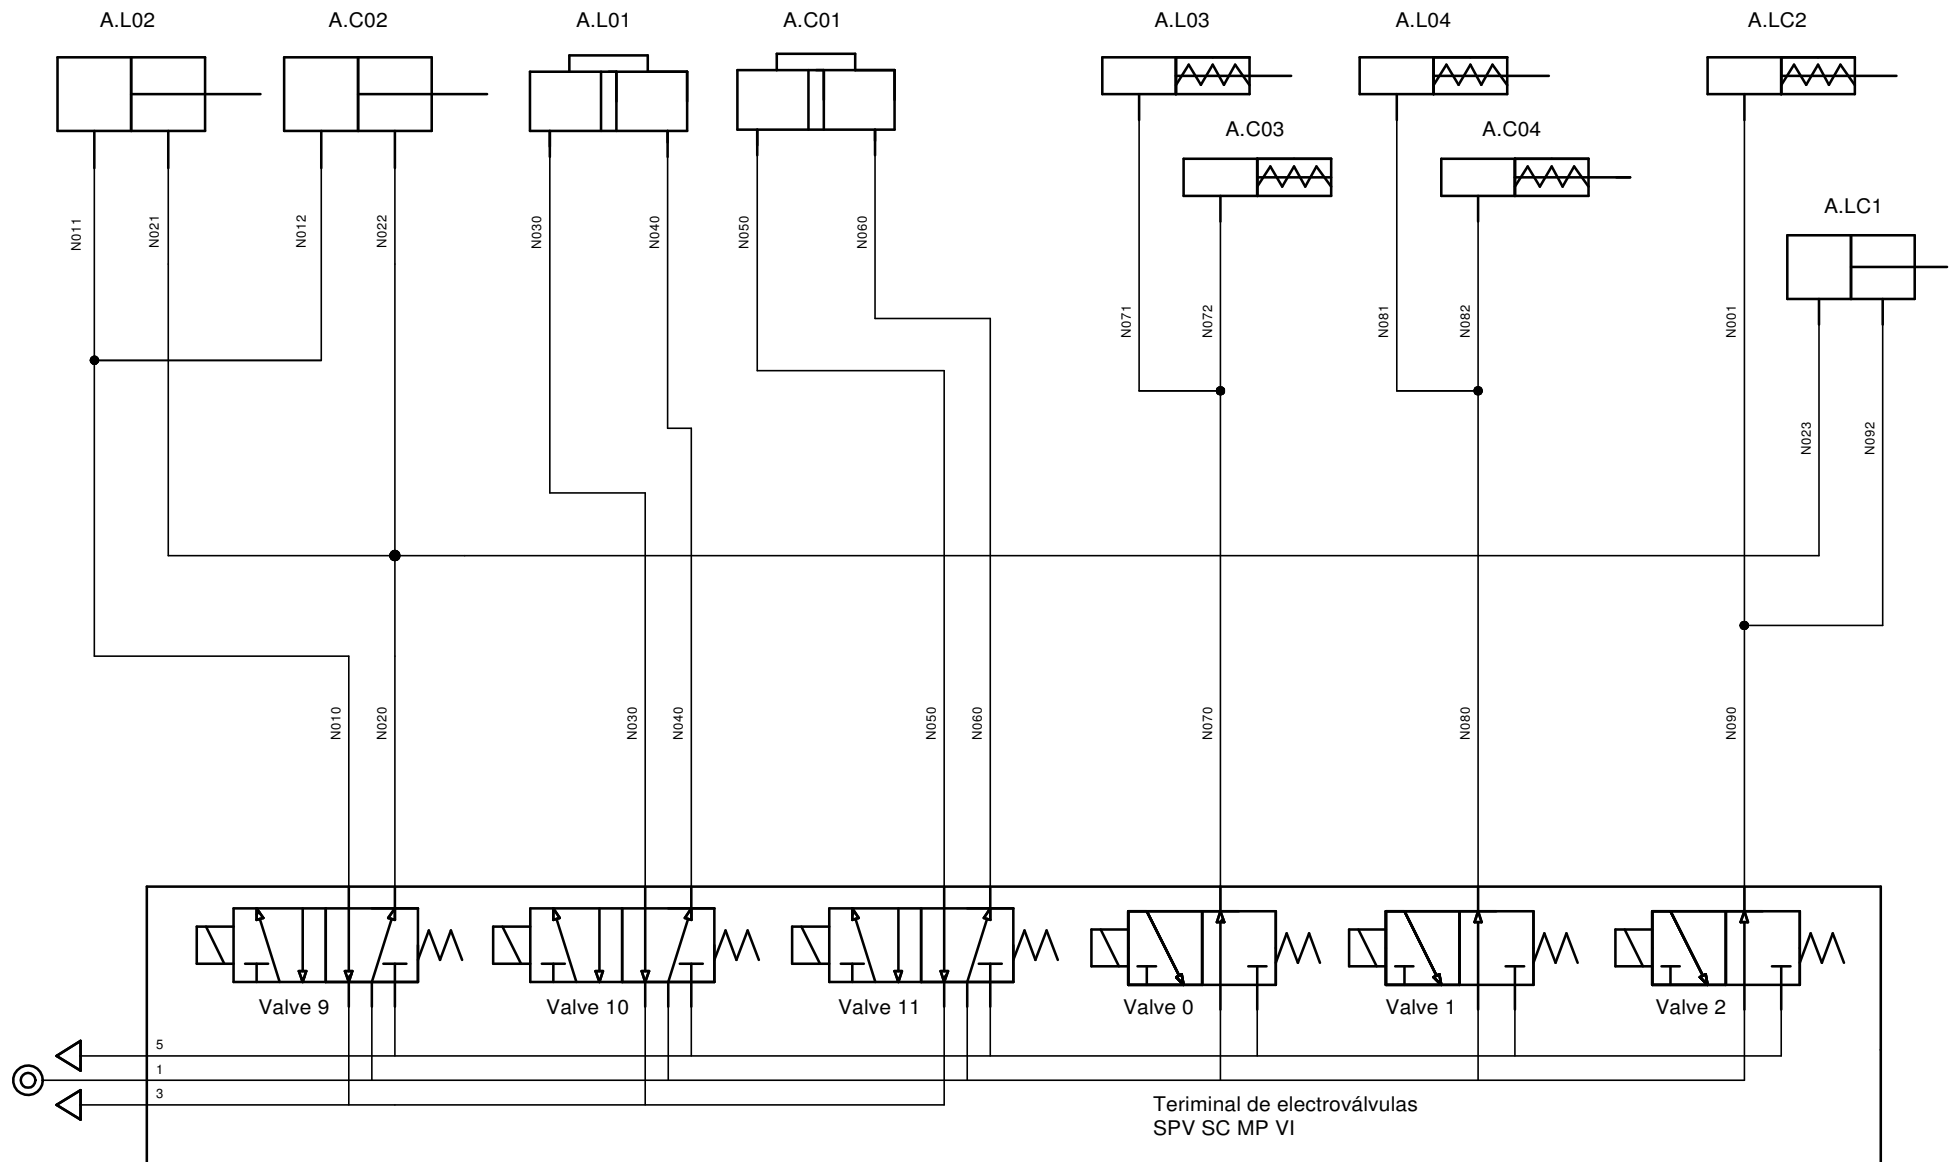 A.L02
A.C02
A.L01
A.C01
A.L03
A.L04
A.LC2
A.C03
A.C04
A.LC1
N011
N021
N012
N022
N030
N040
N050
N060
N071
N072
N081
N082
N001
N023
N092
N010
N020
N030
N040
N050
N060
N070
N080
N090
Valve 9
Valve 10
Valve 11
Valve 0
Valve 1
Valve 2
5
1
3
Teriminal de electroválvulas
SPV SC MP VI